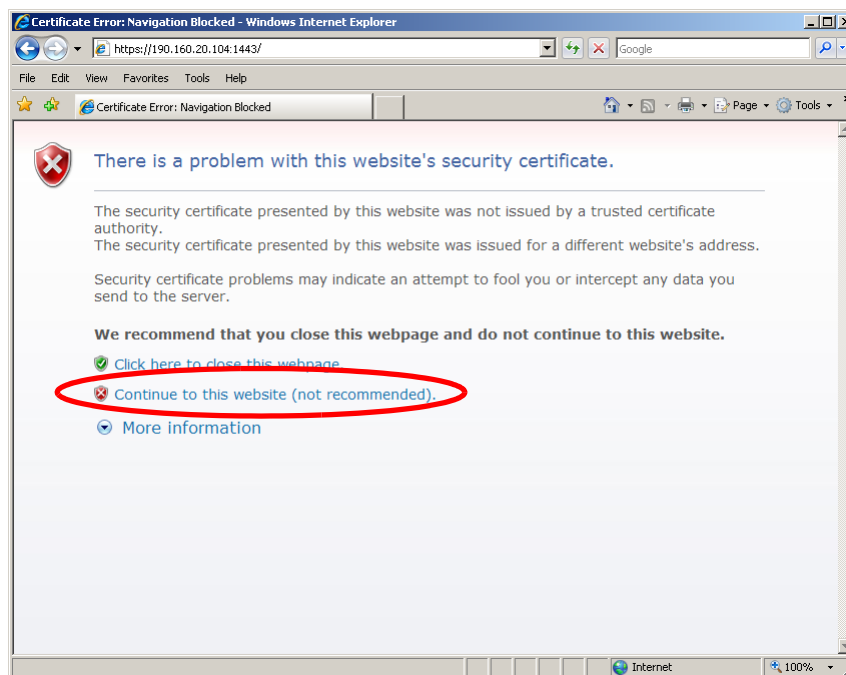 Certificate Error: Navigation Blocked - Windows Internet Explorer
https://190.160.20.104:1443/
Google
File Edit View Favorites Tools Help
Certificate Error: Navigation Blocked
Page Tools
There is a problem with this website's security certificate.
The security certificate presented by this website was not issued by a trusted certificate
authority.
The security certificate presented by this website was issued for a different website's address.
Security certificate problems may indicate an attempt to fool you or intercept any data you
send to the server.
We recommend that you close this webpage and do not continue to this website.
Click here to close this webpage.
Continue to this website (not recommended).
More information
Internet 100%